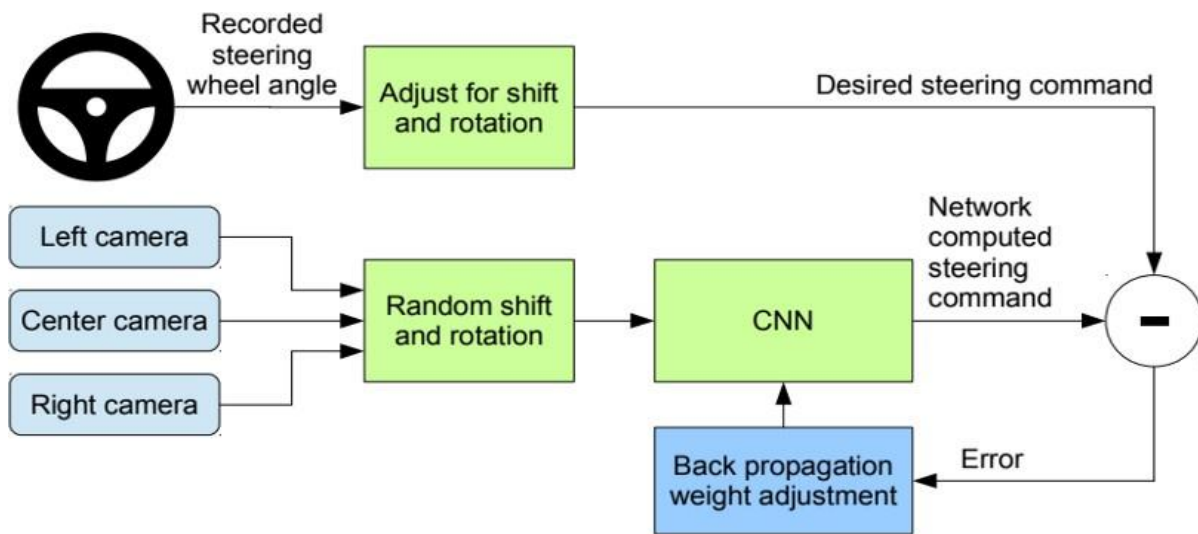 Recorded
steering
wheel angle
Adjust for shift
and rotation
Desired steering command
Left camera
Center camera
Right camera
Random shift
and rotation
CNN
Network
computed
steering
command
-
Back propagation
weight adjustment
Error